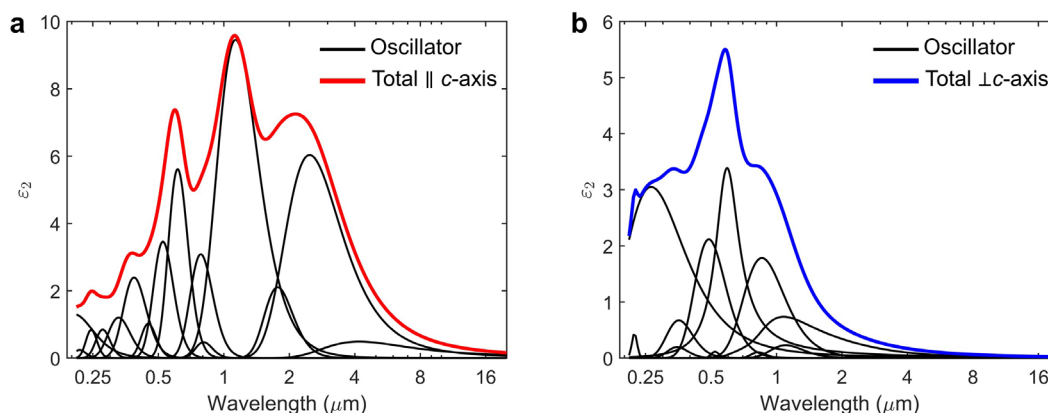 a
Oscillator
Total ∥ c-axis
10
8
6
4
2
0
ε2
0.25 0.5 1 2 4 8 16
Wavelength (μm)
b
Oscillator
Total ⊥c-axis
6
5
4
3
2
1
0
ε2
0.25 0.5 1 2 4 8 16
Wavelength (μm)